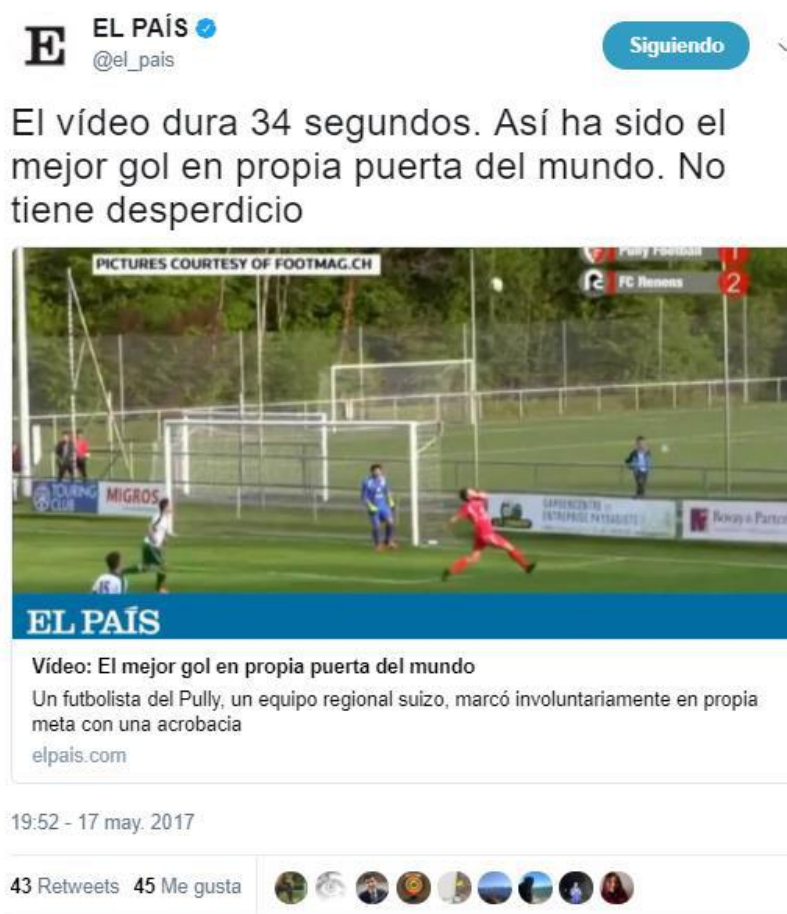 EL PAÍS
@el_pais
Siguiendo
El vídeo dura 34 segundos. Así ha sido el
mejor gol en propia puerta del mundo. No
tiene desperdicio
PICTURES COURTESY OF FOOTMAG.CH
Pully Football 1
FC Renens 2
TOURING
CLUB
MIGROS
15
EL PAÍS
Vídeo: El mejor gol en propia puerta del mundo
Un futbolista del Pully, un equipo regional suizo, marcó involuntariamente en propia
meta con una acrobacia
elpais.com
19:52 - 17 may. 2017
43 Retweets 45 Me gusta